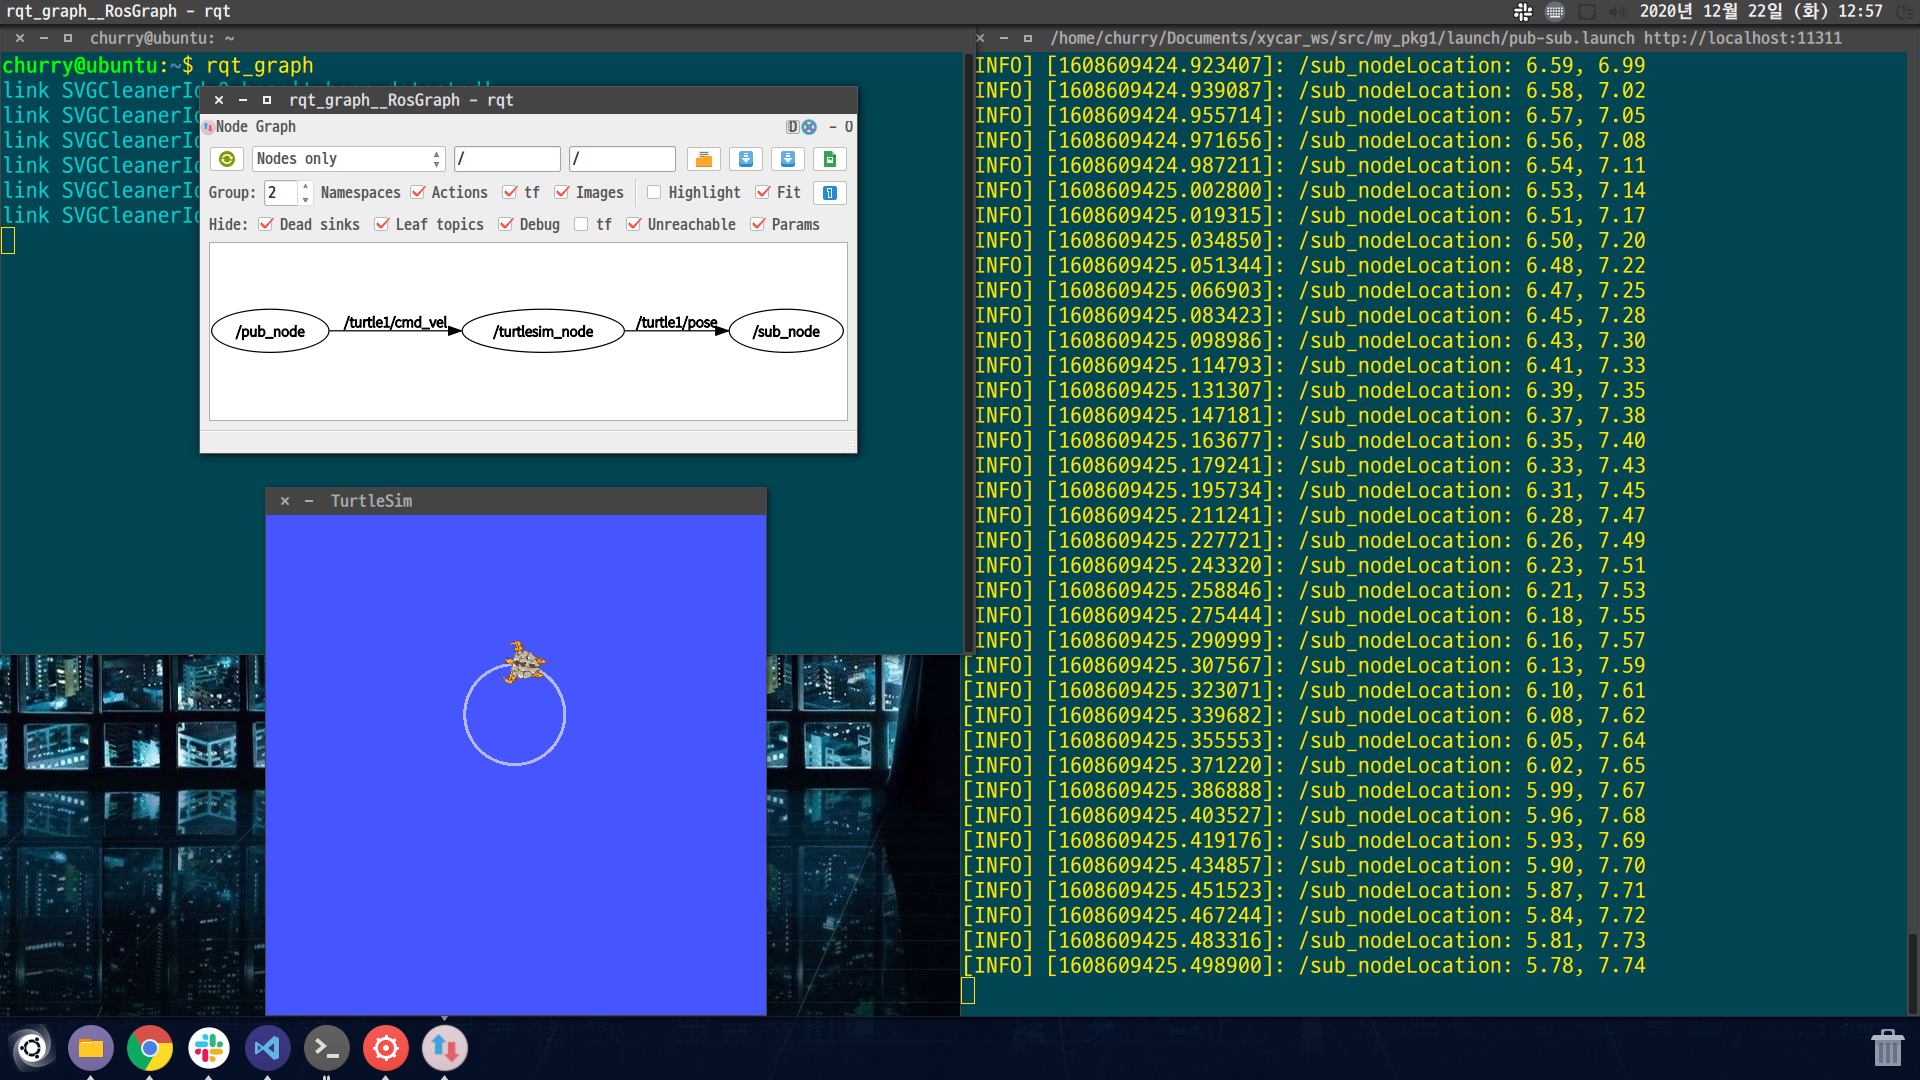 rqt_graph__RosGraph - rqt
2020년 12월 22일 (화) 12:57
churry@ubuntu: ~
churry@ubuntu:~$ rqt_graph
link SVGCleanerId
link SVGCleanerId
link SVGCleanerId
link SVGCleanerId
link SVGCleanerId
link SVGCleanerId
rqt_graph__RosGraph - rqt
Node Graph
D
- O
Nodes only
/
/
Group: 2 Namespaces Actions tf Images Highlight Fit
Hide: Dead sinks Leaf topics Debug tf Unreachable Params
/pub_node /turtle1/cmd_vel /turtlesim_node /turtle1/pose /sub_node
TurtleSim
/home/churry/Documents/xycar_ws/src/my_pkg1/launch/pub-sub.launch http://localhost:11311
INFO] [1608609424.923407]: /sub_nodeLocation: 6.59, 6.99
INFO] [1608609424.939087]: /sub_nodeLocation: 6.58, 7.02
INFO] [1608609424.955714]: /sub_nodeLocation: 6.57, 7.05
INFO] [1608609424.971656]: /sub_nodeLocation: 6.56, 7.08
INFO] [1608609424.987211]: /sub_nodeLocation: 6.54, 7.11
INFO] [1608609425.002800]: /sub_nodeLocation: 6.53, 7.14
INFO] [1608609425.019315]: /sub_nodeLocation: 6.51, 7.17
INFO] [1608609425.034850]: /sub_nodeLocation: 6.50, 7.20
INFO] [1608609425.051344]: /sub_nodeLocation: 6.48, 7.22
INFO] [1608609425.066903]: /sub_nodeLocation: 6.47, 7.25
INFO] [1608609425.083423]: /sub_nodeLocation: 6.45, 7.28
INFO] [1608609425.098986]: /sub_nodeLocation: 6.43, 7.30
INFO] [1608609425.114793]: /sub_nodeLocation: 6.41, 7.33
INFO] [1608609425.131307]: /sub_nodeLocation: 6.39, 7.35
INFO] [1608609425.147181]: /sub_nodeLocation: 6.37, 7.38
INFO] [1608609425.163677]: /sub_nodeLocation: 6.35, 7.40
INFO] [1608609425.179241]: /sub_nodeLocation: 6.33, 7.43
INFO] [1608609425.195734]: /sub_nodeLocation: 6.31, 7.45
INFO] [1608609425.211241]: /sub_nodeLocation: 6.28, 7.47
INFO] [1608609425.227721]: /sub_nodeLocation: 6.26, 7.49
INFO] [1608609425.243320]: /sub_nodeLocation: 6.23, 7.51
INFO] [1608609425.258846]: /sub_nodeLocation: 6.21, 7.53
INFO] [1608609425.275444]: /sub_nodeLocation: 6.18, 7.55
INFO] [1608609425.290999]: /sub_nodeLocation: 6.16, 7.57
[INFO] [1608609425.307567]: /sub_nodeLocation: 6.13, 7.59
[INFO] [1608609425.323071]: /sub_nodeLocation: 6.10, 7.61
[INFO] [1608609425.339682]: /sub_nodeLocation: 6.08, 7.62
[INFO] [1608609425.355553]: /sub_nodeLocation: 6.05, 7.64
[INFO] [1608609425.371220]: /sub_nodeLocation: 6.02, 7.65
[INFO] [1608609425.386888]: /sub_nodeLocation: 5.99, 7.67
[INFO] [1608609425.403527]: /sub_nodeLocation: 5.96, 7.68
[INFO] [1608609425.419176]: /sub_nodeLocation: 5.93, 7.69
[INFO] [1608609425.434857]: /sub_nodeLocation: 5.90, 7.70
[INFO] [1608609425.451523]: /sub_nodeLocation: 5.87, 7.71
[INFO] [1608609425.467244]: /sub_nodeLocation: 5.84, 7.72
[INFO] [1608609425.483316]: /sub_nodeLocation: 5.81, 7.73
[INFO] [1608609425.498900]: /sub_nodeLocation: 5.78, 7.74